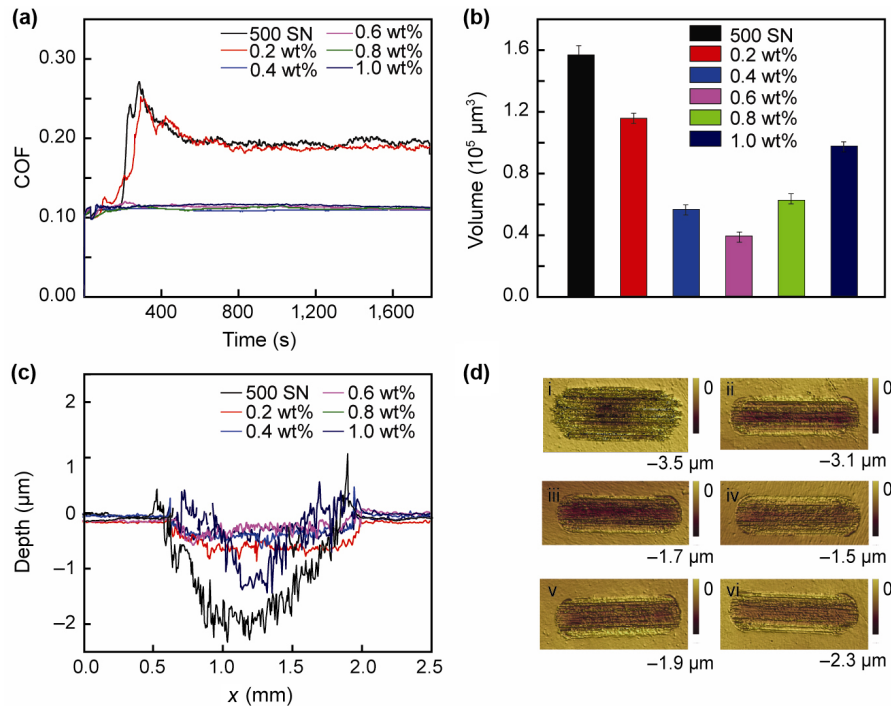 (a)
500 SN
0.2 wt%
0.4 wt%
0.6 wt%
0.8 wt%
1.0 wt%
0.30
0.20
0.10
0.00
COF
400
800
1,200
1,600
Time (s)
(b)
500 SN
0.2 wt%
0.4 wt%
0.6 wt%
0.8 wt%
1.0 wt%
1.6
1.2
0.8
0.4
0.0
Volume (10⁵ μm³)
(c)
500 SN
0.2 wt%
0.4 wt%
0.6 wt%
0.8 wt%
1.0 wt%
2
1
0
−1
−2
Depth (μm)
0.0
0.5
1.0
1.5
2.0
2.5
x (mm)
(d)
i
0
−3.5 μm
ii
0
−3.1 μm
iii
0
−1.7 μm
iv
0
−1.5 μm
v
0
−1.9 μm
vi
0
−2.3 μm